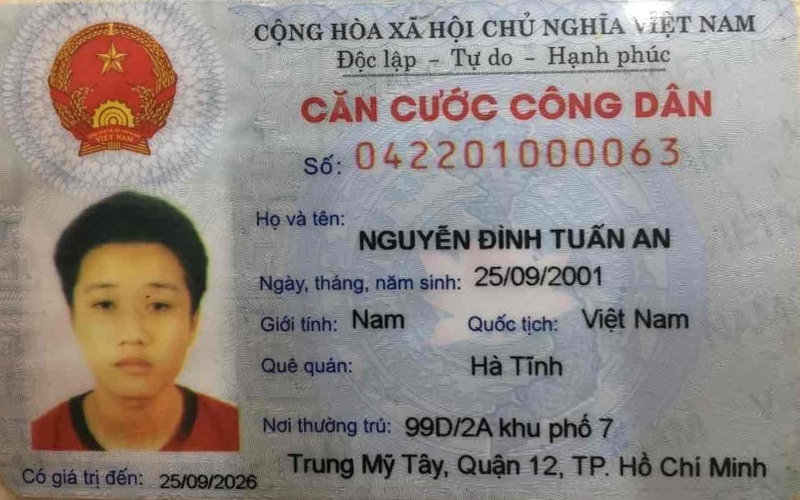 CỘNG HÒA XÃ HỘI CHỦ NGHĨA VIỆT NAM
Độc lập - Tự do - Hạnh phúc
CĂN CƯỚC CÔNG DÂN
Số: 042201000063
Họ và tên:
NGUYỄN ĐÌNH TUẤN AN
Ngày, tháng, năm sinh: 25/09/2001
Giới tính: Nam Quốc tịch: Việt Nam
Quê quán: Hà Tĩnh
Nơi thường trú: 99D/2A khu phố 7
Trung Mỹ Tây, Quận 12, TP. Hồ Chí Minh
Có giá trị đến: 25/09/2026
VIỆT NAM